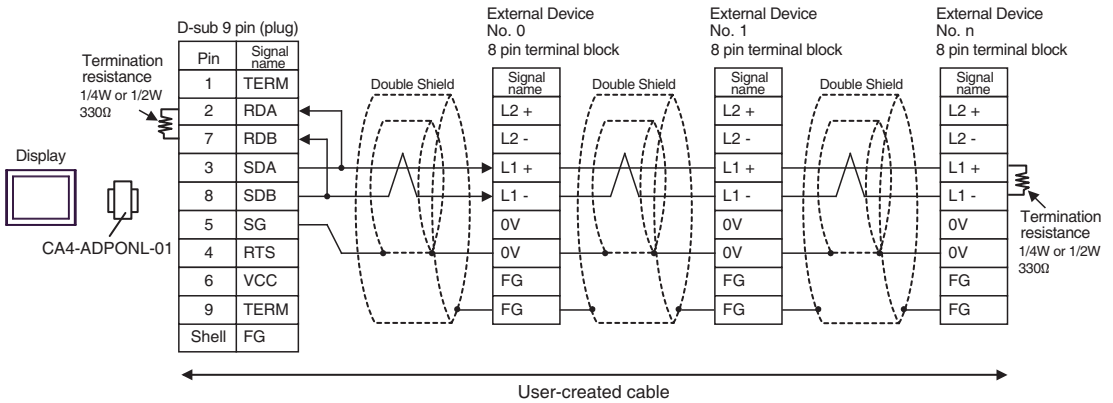 External Device
No. 0
8 pin terminal block
External Device
No. 1
8 pin terminal block
External Device
No. n
8 pin terminal block
D-sub 9 pin (plug)
Termination
resistance
1/4W or 1/2W
330Ω
Display
CA4-ADPONL-01
Pin Signal name
1 TERM
2 RDA
7 RDB
3 SDA
8 SDB
5 SG
4 RTS
6 VCC
9 TERM
Shell FG
Double Shield
Signal
name
L2 +
L2 -
L1 +
L1 -
0V
0V
FG
FG
Double Shield
Signal
name
L2 +
L2 -
L1 +
L1 -
0V
0V
FG
FG
Double Shield
Signal
name
L2 +
L2 -
L1 +
L1 -
0V
0V
FG
FG
Termination
resistance
1/4W or 1/2W
330Ω
User-created cable